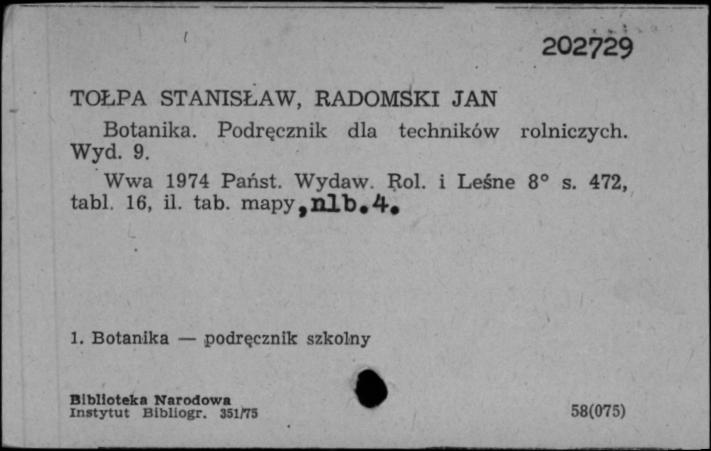 202729
TOŁPA STANISŁAW, RADOMSKI JAN
Botanika. Podręcznik dla techników rolniczych.
Wyd. 9.
Wwa 1974 Państ. Wydaw. Rol. i Leśne 8° s. 472,
tabl. 16, il. tab. mapy,nlb.4.
1. Botanika — podręcznik szkolny
Biblioteka Narodowa
Instytut Bibliogr. 351/75
58(075)